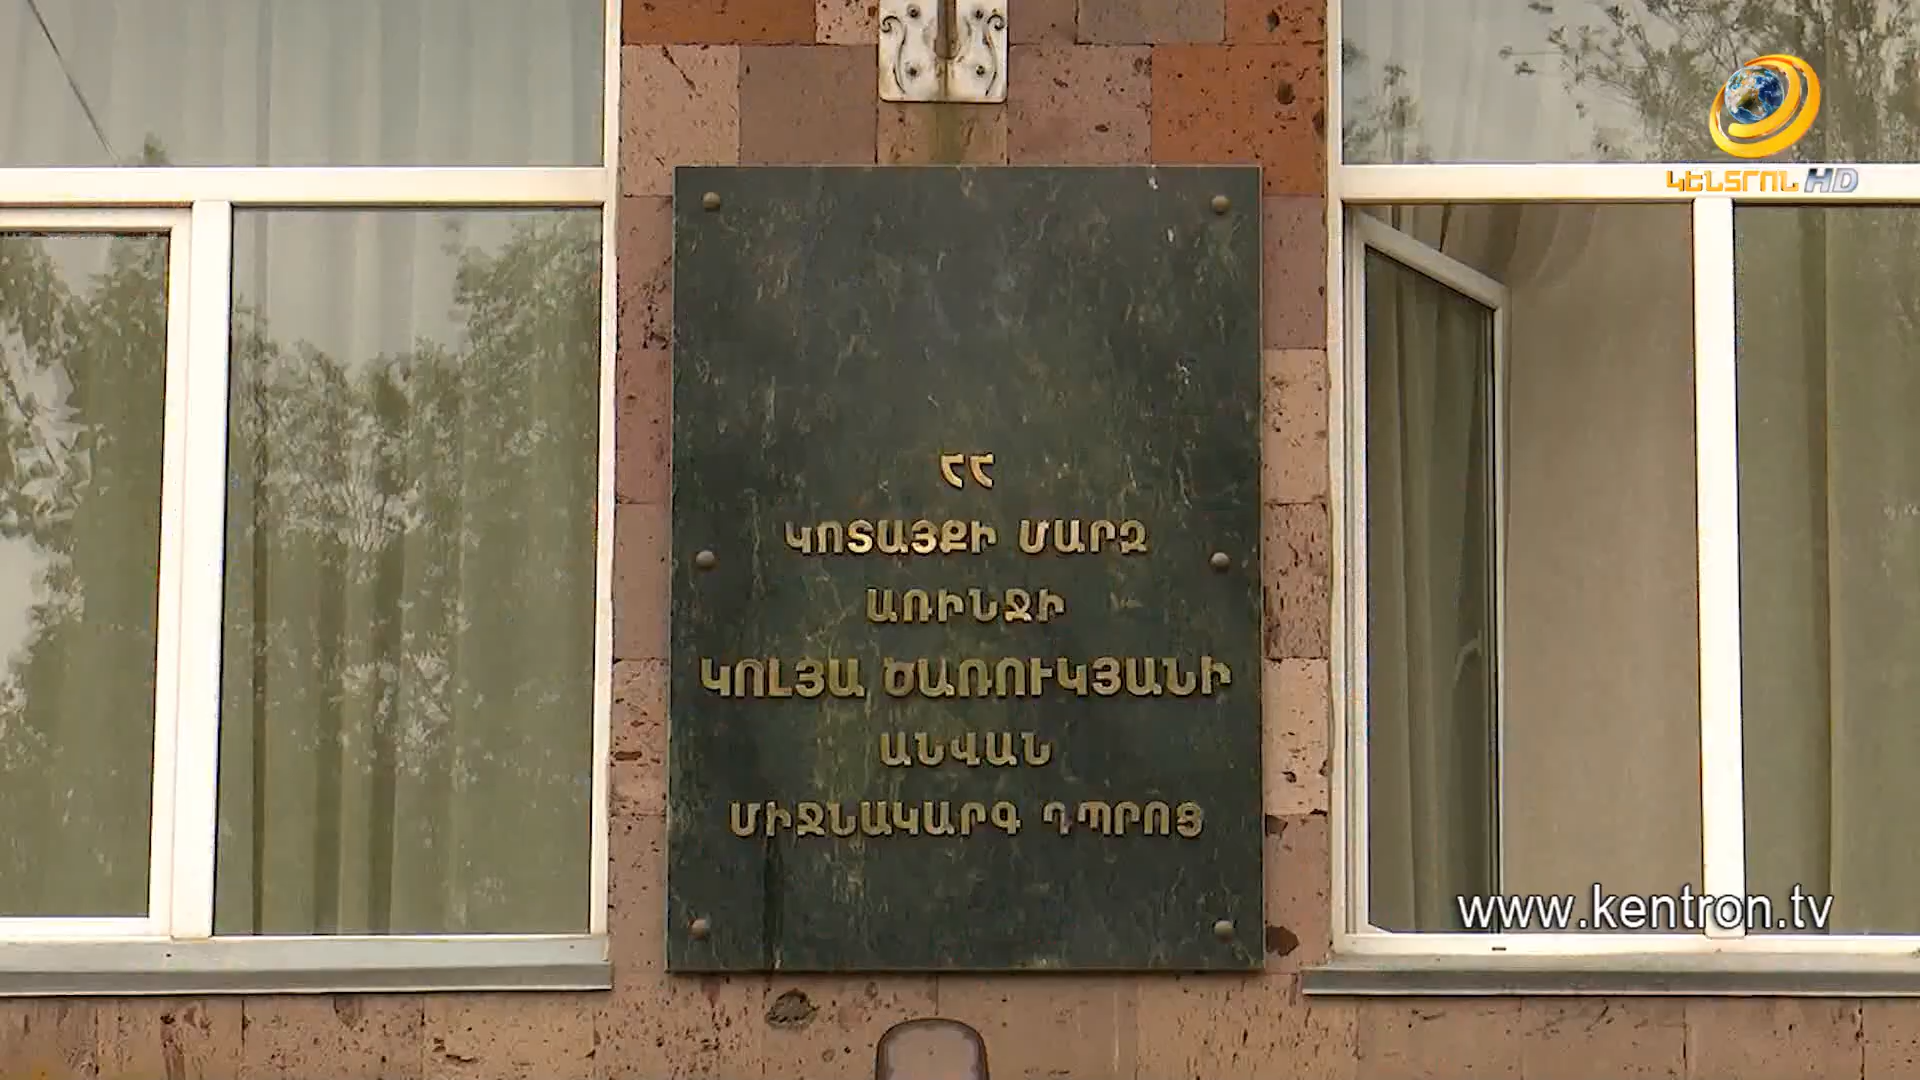 ԿԵՆՏՐՈՆ HD
ՀՀ
ԿՈՏԱՅՔԻ ՄԱՐԶ
ԱՌԻՆՋԻ
ԿՈԼՅԱ ԾԱՌՈՒԿՅԱՆԻ
ԱՆՎԱՆ
ՄԻՋՆԱԿԱՐԳ ԴՊՐՈՑ
www.kentron.tv